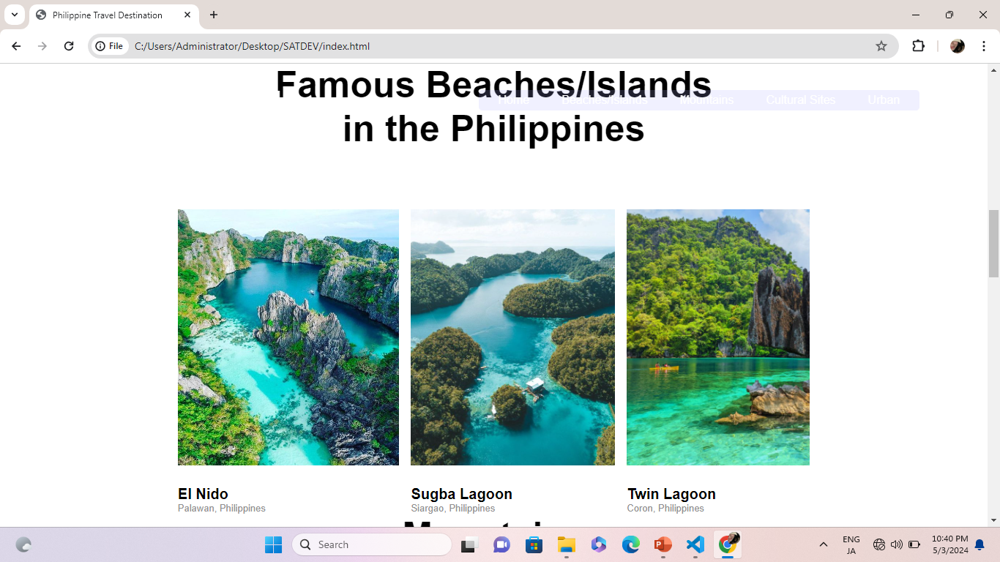 Philippine Travel Destination
File
C:/Users/Administrator/Desktop/SATDEV/index.html
Famous Beaches/Islands
Home Beaches/Islands Mountains Cultural Sites Urban
in the Philippines
El Nido
Palawan, Philippines
Sugba Lagoon
Siargao, Philippines
Twin Lagoon
Coron, Philippines
Search
ENG
JA
10:40 PM
5/3/2024